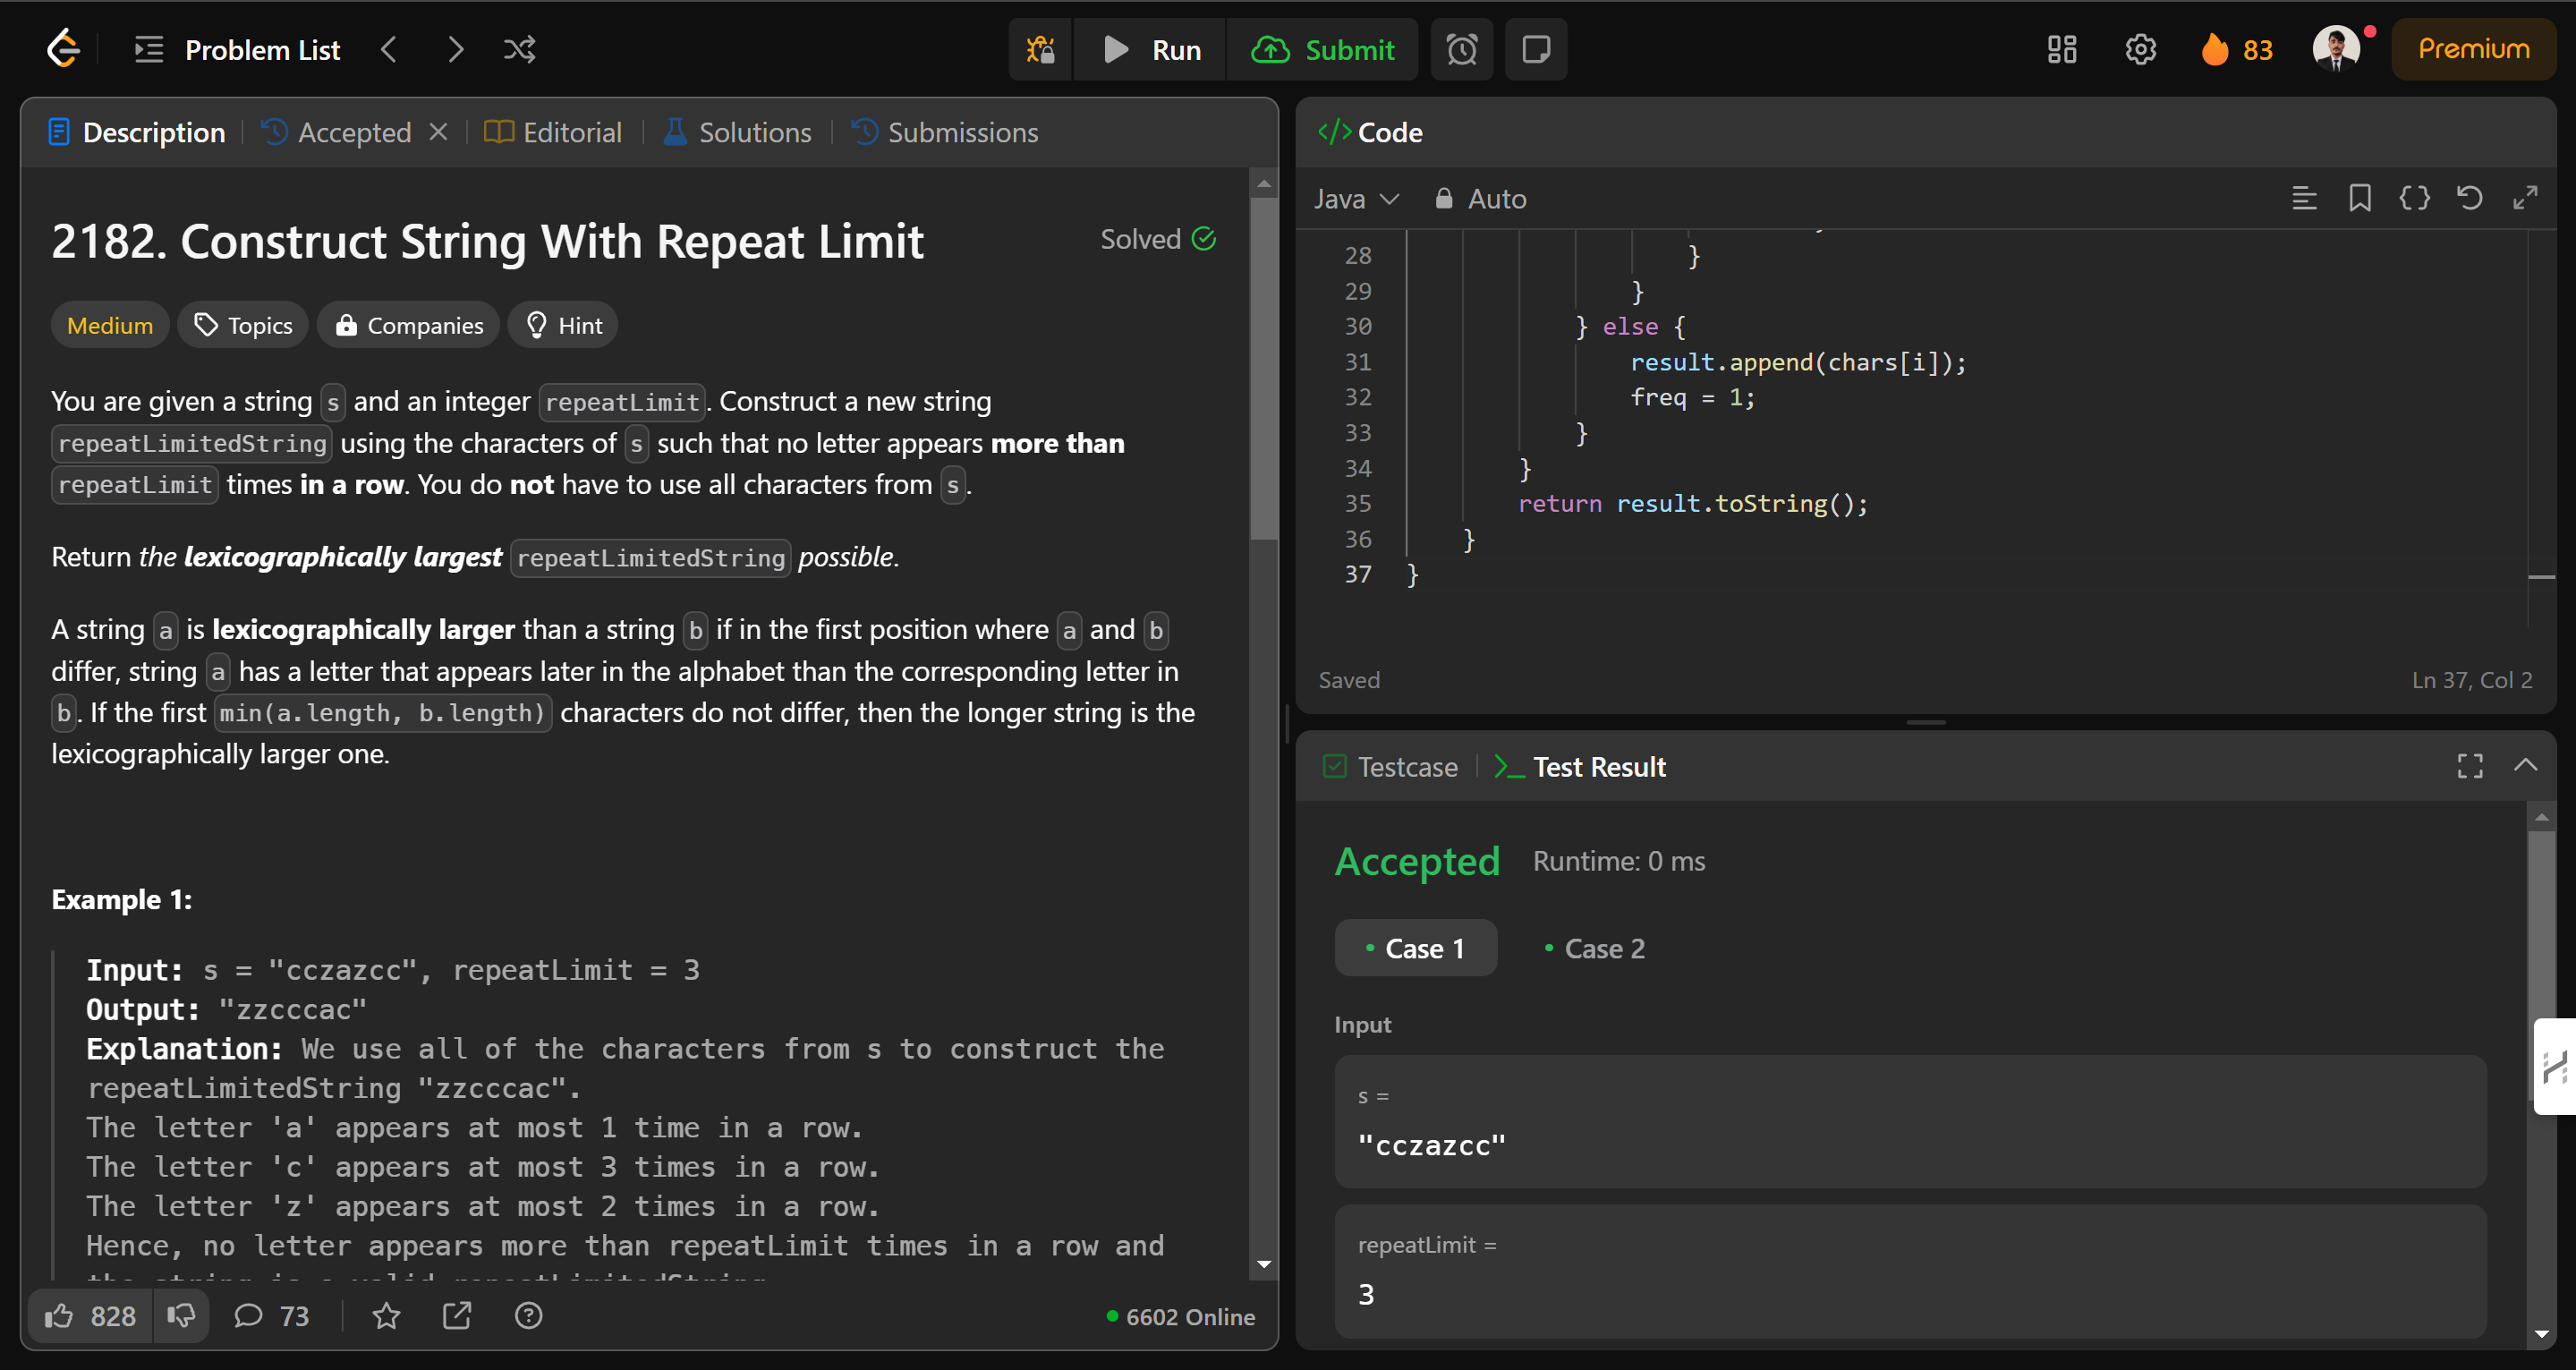 Problem List
Run
Submit
83
Premium
Description
Accepted
Editorial
Solutions
Submissions
2182. Construct String With Repeat Limit
Solved
Medium
Topics
Companies
Hint
You are given a string s and an integer repeatLimit. Construct a new string
repeatLimitedString using the characters of s such that no letter appears more than
repeatLimit times in a row. You do not have to use all characters from s.
Return the lexicographically largest repeatLimitedString possible.
A string a is lexicographically larger than a string b if in the first position where a and b
differ, string a has a letter that appears later in the alphabet than the corresponding letter in
b. If the first min(a.length, b.length) characters do not differ, then the longer string is the
lexicographically larger one.
Example 1:
Input: s = "cczazcc", repeatLimit = 3
Output: "zzcccac"
Explanation: We use all of the characters from s to construct the
repeatLimitedString "zzcccac".
The letter 'a' appears at most 1 time in a row.
The letter 'c' appears at most 3 times in a row.
The letter 'z' appears at most 2 times in a row.
Hence, no letter appears more than repeatLimit times in a row and
828
73
6602 Online
Code
Java
Auto
28 }
29 }
30 } else {
31 result.append(chars[i]);
32 freq = 1;
33 }
34 }
35 return result.toString();
36 }
37 }
Saved
Ln 37, Col 2
Testcase
Test Result
Accepted
Runtime: 0 ms
Case 1
Case 2
Input
s =
"cczazcc"
repeatLimit =
3